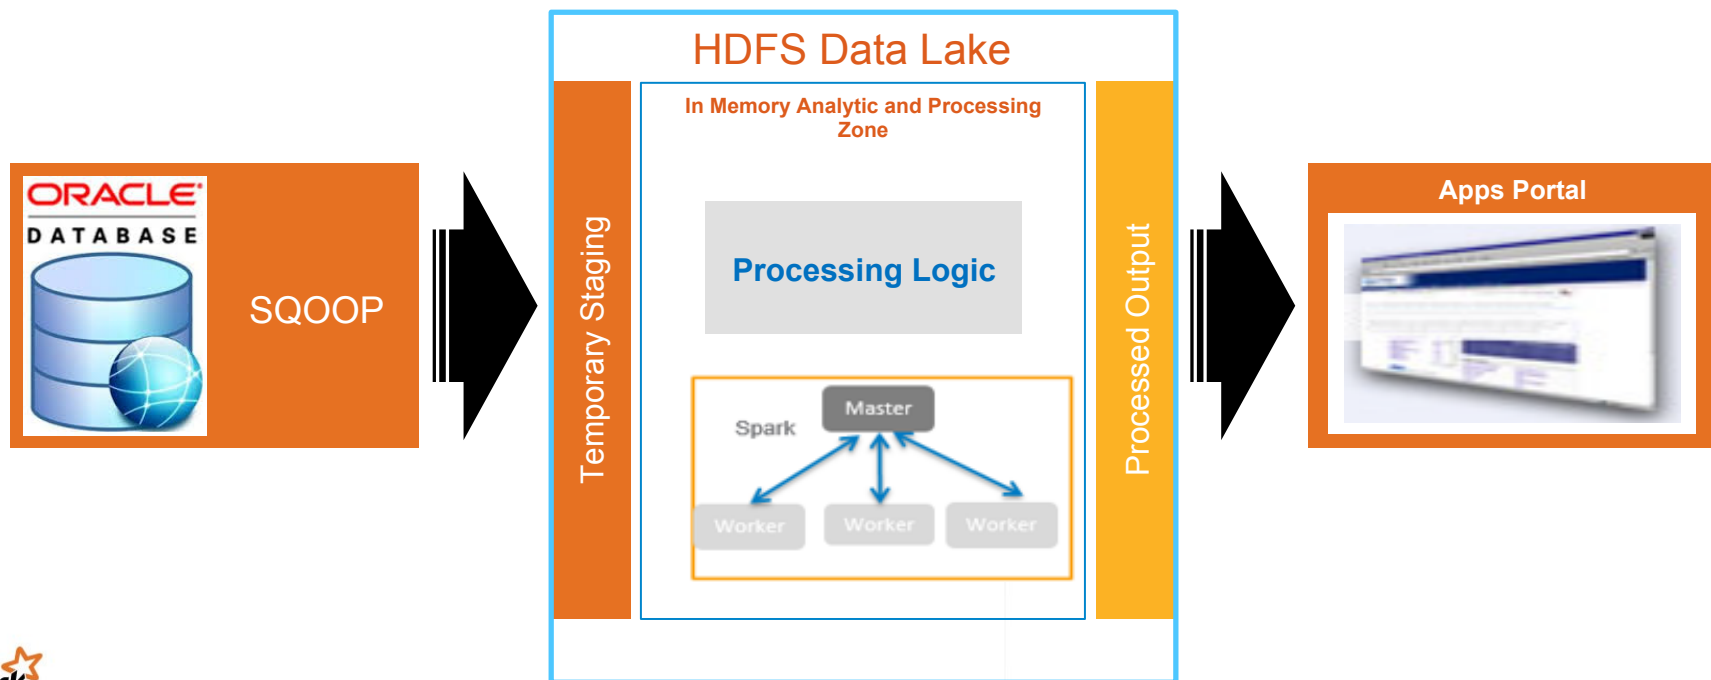 HDFS Data Lake
In Memory Analytic and Processing
Zone
ORACLE
DATABASE
SQOOP
Temporary Staging
Processing Logic
Spark
Master
Worker
Worker
Worker
Processed Output
Apps Portal